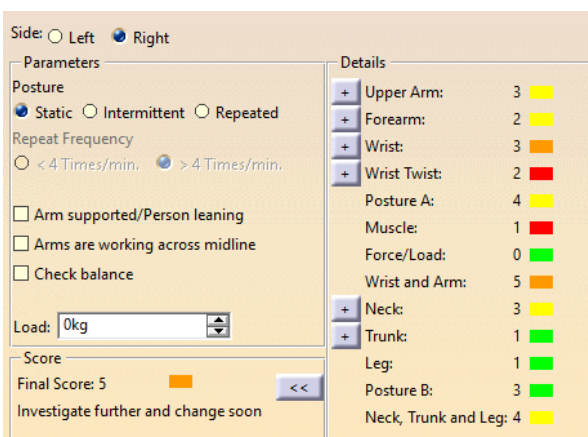 Side: Left Right
Parameters
Posture
Static Intermittent Repeated
Repeat Frequency
< 4 Times/min. > 4 Times/min.
Arm supported/Person leaning
Arms are working across midline
Check balance
Load: 0kg
Score
Final Score: 5 <<
Investigate further and change soon
Details
+ Upper Arm: 3
+ Forearm: 2
+ Wrist: 3
+ Wrist Twist: 2
Posture A: 4
Muscle: 1
Force/Load: 0
Wrist and Arm: 5
+ Neck: 3
+ Trunk: 1
Leg: 1
Posture B: 3
Neck, Trunk and Leg: 4